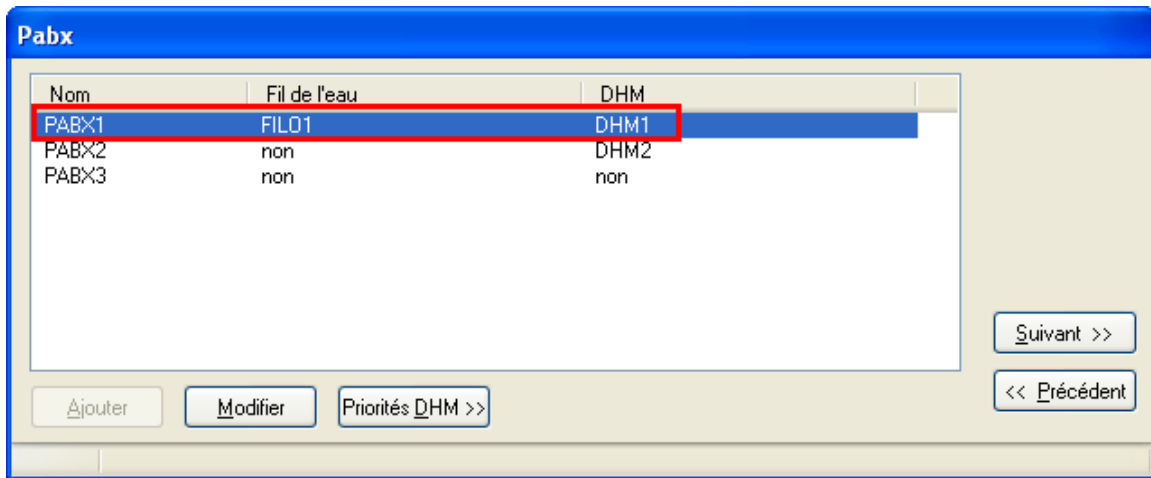 Pabx
Nom Fil de l'eau DHM
PABX1 FILO1 DHM1
PABX2 non DHM2
PABX3 non non
Suivant >>
<< Précédent
Ajouter Modifier Priorités DHM >>